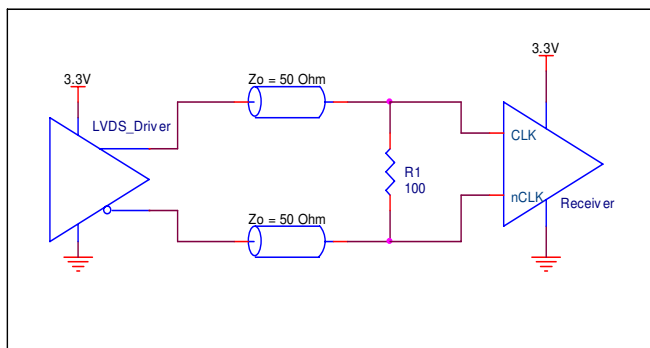 3.3V
LVDS_Driver
Zo = 50 Ohm
Zo = 50 Ohm
R1
100
3.3V
CLK
nCLK
Receiver